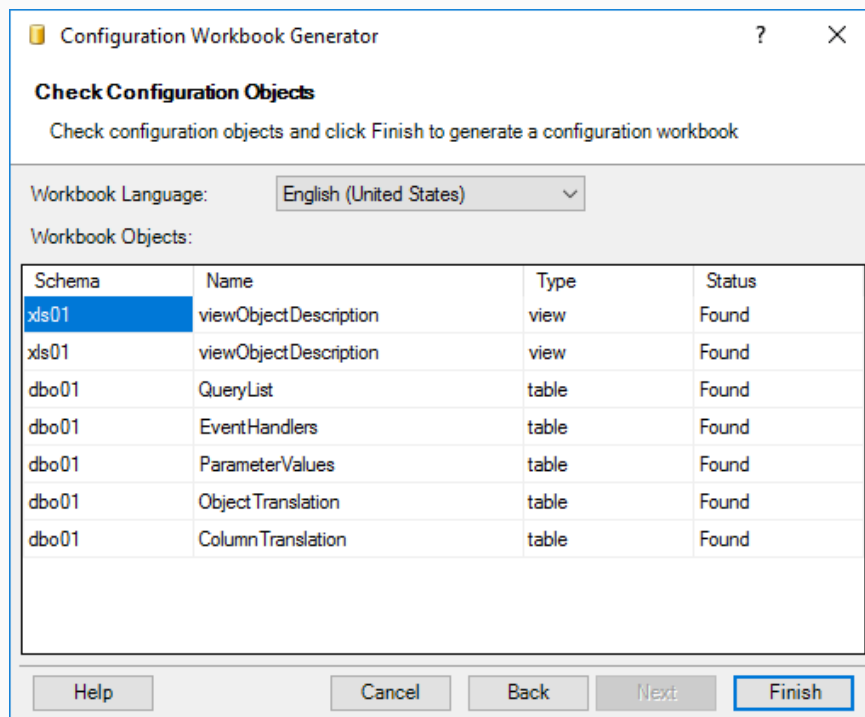 Configuration Workbook Generator ?
Check Configuration Objects
Check configuration objects and click Finish to generate a configuration workbook
Workbook Language: English (United States)
Workbook Objects:
Schema Name Type Status
xls01 viewObjectDescription view Found
xls01 viewObjectDescription view Found
dbo01 QueryList table Found
dbo01 EventHandlers table Found
dbo01 ParameterValues table Found
dbo01 ObjectTranslation table Found
dbo01 ColumnTranslation table Found
Help Cancel Back Next Finish